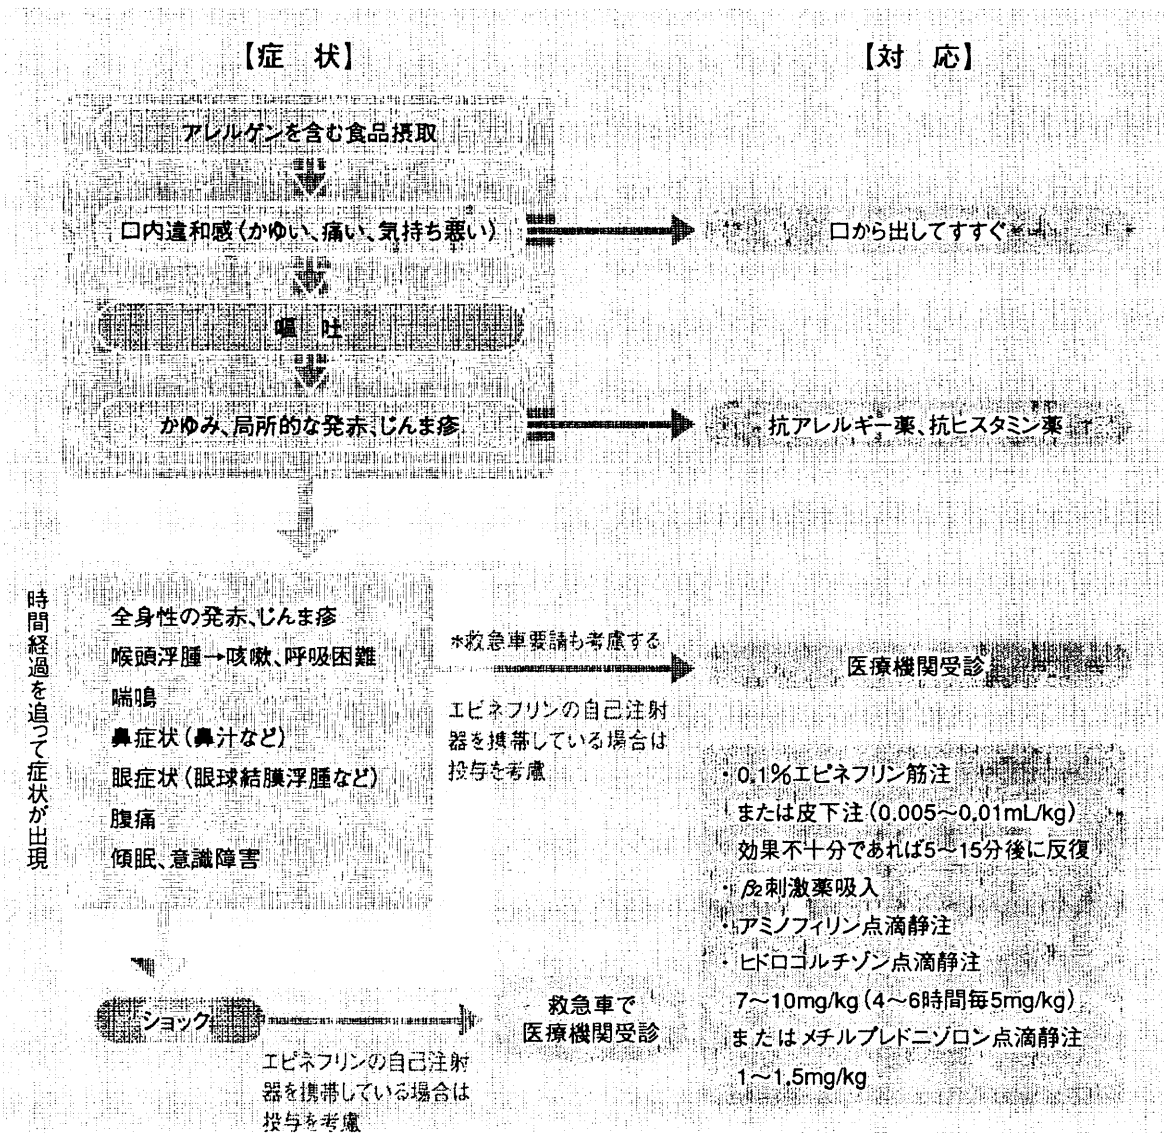 【症 状】
【対 応】
アレルゲンを含む食品摂取
口内違和感(かゆい、痛い、気持ち悪い)
口から出してすすぐ
嘔 吐
かゆみ、局所的な発赤、じんま疹
抗アレルギー薬、抗ヒスタミン薬
時間経過を追って症状が出現
全身性の発赤、じんま疹
喉頭浮腫→咳嗽、呼吸困難
喘鳴
鼻症状(鼻汁など)
眼症状(眼球結膜浮腫など)
腹痛
傾眠、意識障害
*救急車要請も考慮する
エピネフリンの自己注射
器を携帯している場合は
投与を考慮
医療機関受診
・0.1%エピネフリン筋注
または皮下注(0.005~0.01mL/kg)
効果不十分であれば5~15分後に反復
・β2刺激薬吸入
・アミノフィリン点滴静注
・ヒドロコルチゾン点滴静注
7~10mg/kg(4~6時間毎5mg/kg)
またはメチルプレドニゾロン点滴静注
1~1.5mg/kg
ショック
エピネフリンの自己注射
器を携帯している場合は
投与を考慮
救急車で
医療機関受診